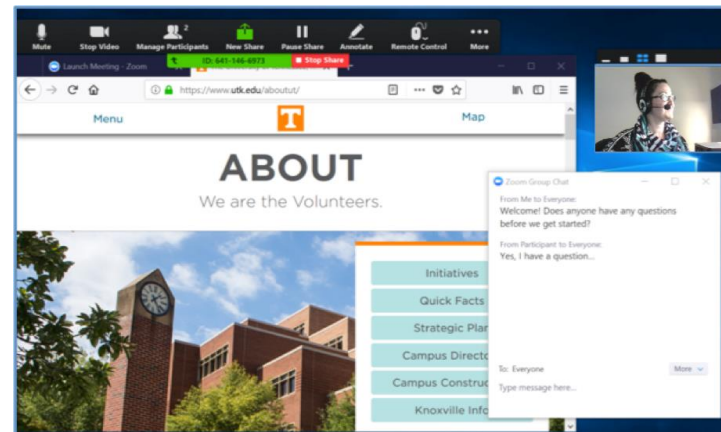 2
Mute
Stop Video
Manage Participants
New Share
Pause Share
Annotate
Remote Control
More
Launch Meeting - Zoom
ID: 641-146-6973
Stop Share
https://www.utk.edu/aboutut/
Menu
T
Map
ABOUT
We are the Volunteers.
Initiatives
Quick Facts
Strategic Plan
Campus Directo
Campus Construc
Knoxville Info
Zoom Group Chat
From Me to Everyone:
Welcome! Does anyone have any questions
before we get started?
From Participant to Everyone:
Yes, I have a question...
To: Everyone
More
Type message here...